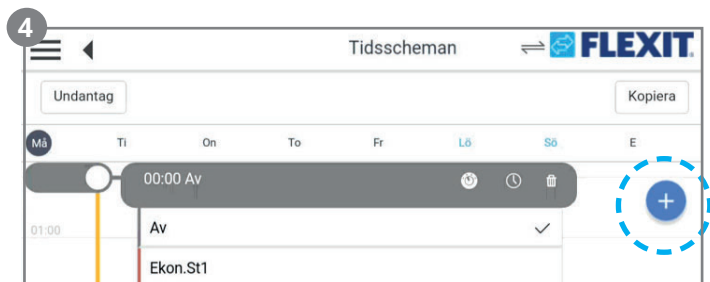 4
Tidsscheman FLEXIT
Undantag Kopiera
Må Ti On To Fr Lö Sö E
00:00 Av
01:00
Av
Ekon.St1